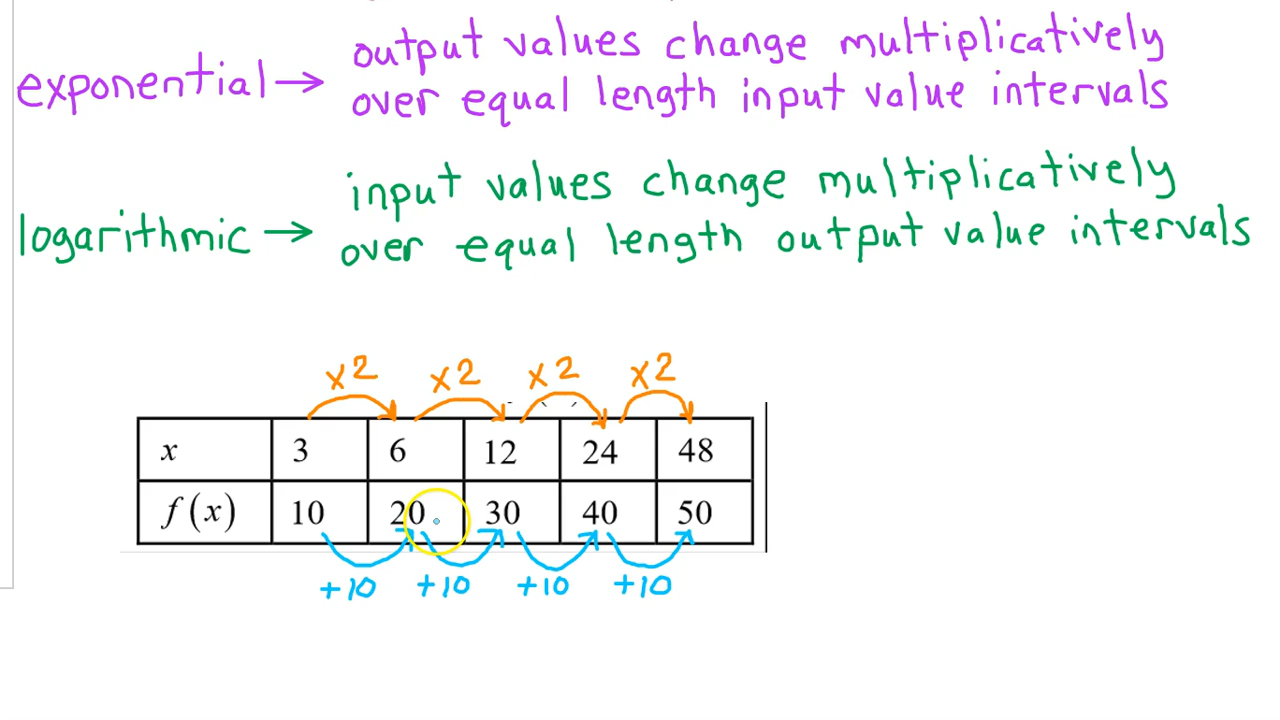 exponential → output values change multiplicatively
over equal length input value intervals
logarithmic → input values change multiplicatively
over equal length output value intervals
x2 x2 x2 x2
x 3 6 12 24 48
f(x) 10 20 30 40 50
+10 +10 +10 +10